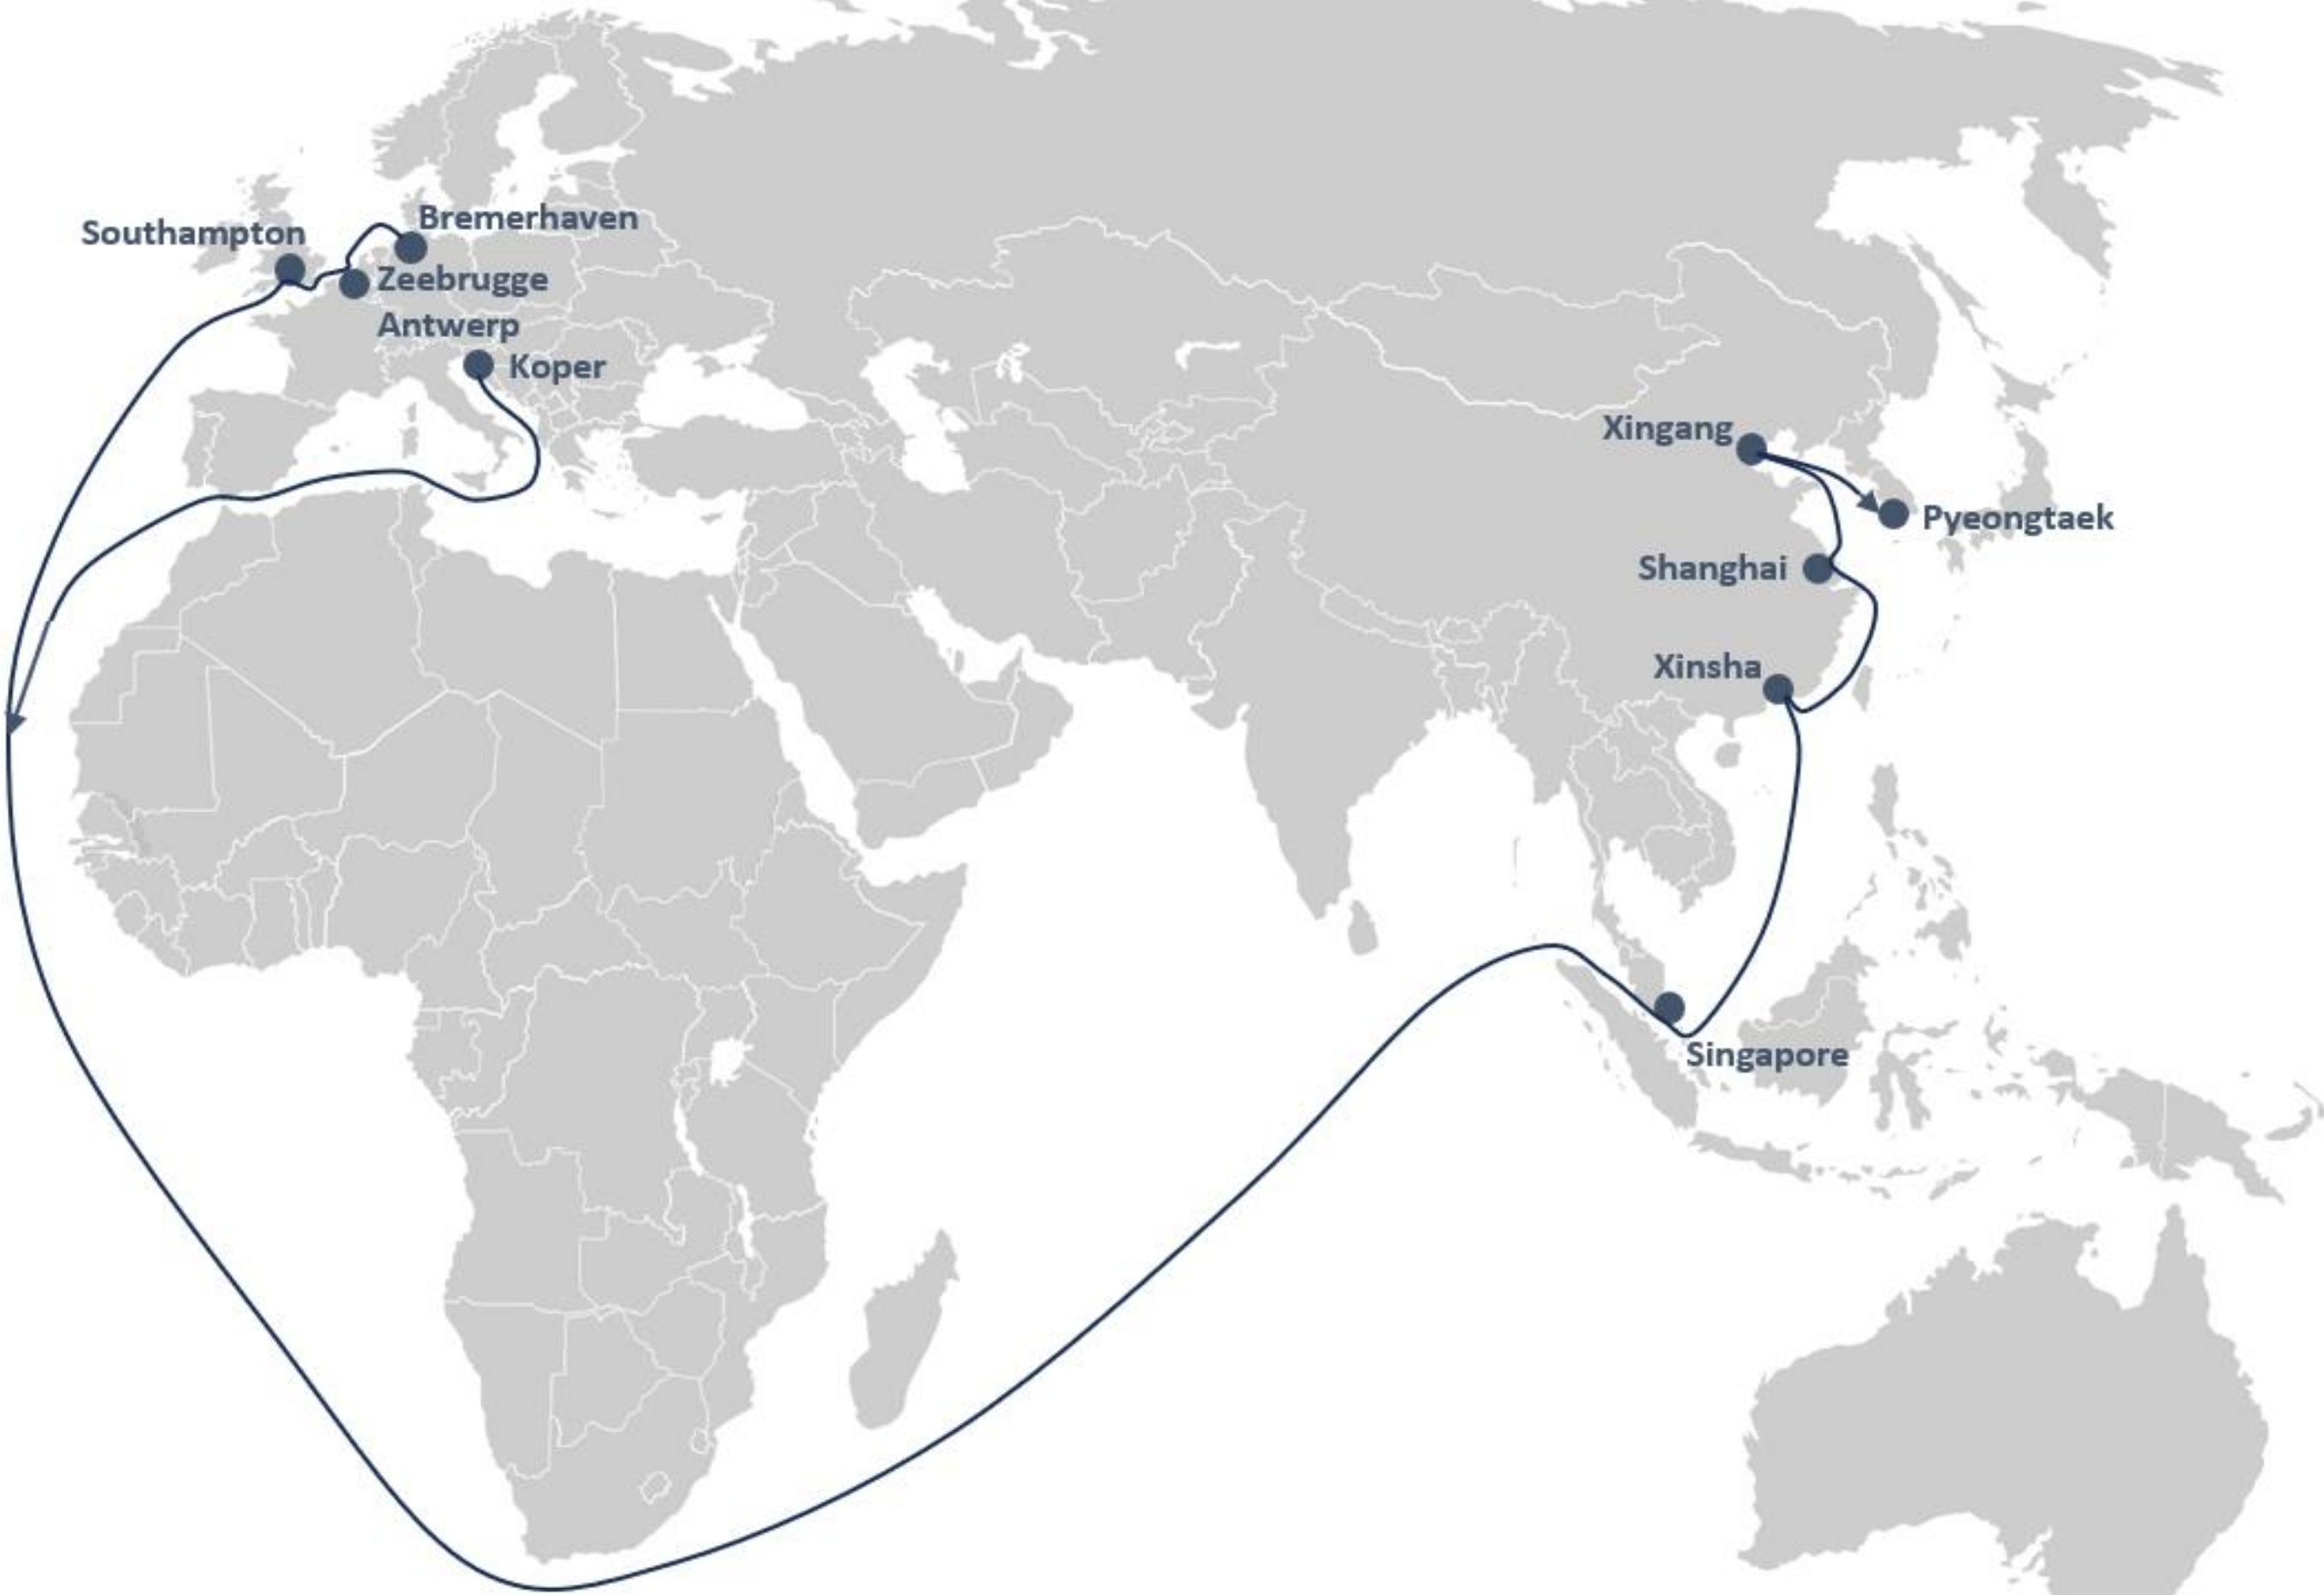 Southampton
Bremerhaven
Zeebrugge
Antwerp
Koper
Xingang
Pyeongtaek
Shanghai
Xinsha
Singapore